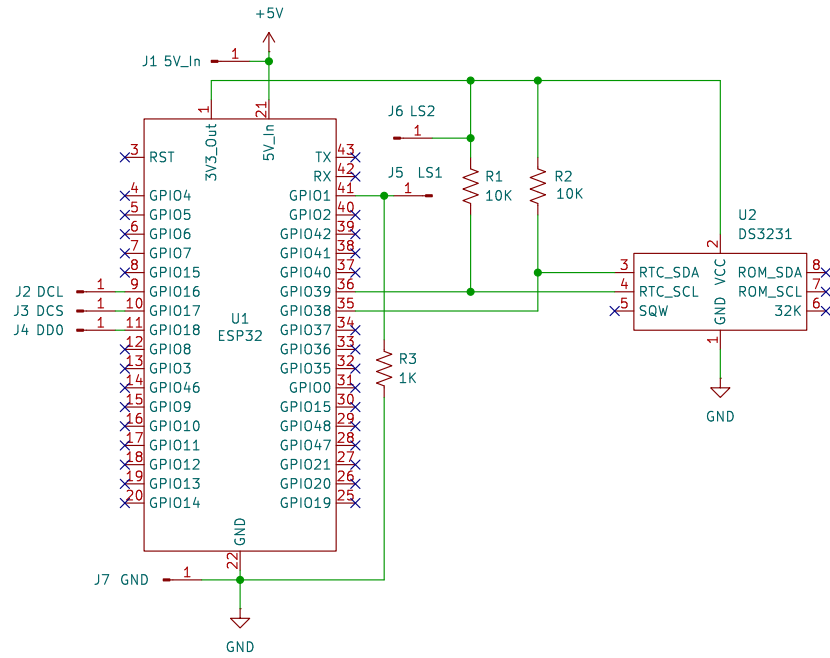 +5V
J1 5V_In 1
1 21
3V3_Out 5V_In
J6 LS2
1
J5 LS1
1
3 RST TX 43
RX 42
4 GPIO4 GPIO1 41
5 GPIO5 GPIO2 40
6 GPIO6 GPIO42 39
7 GPIO7 GPIO41 38
8 GPIO15 GPIO40 37
J2 DCL 1 9 GPIO16 GPIO39 36
J3 DCS 1 10 GPIO17 GPIO38 35
J4 DD0 1 11 GPIO18 GPIO37 34
12 GPIO8 GPIO36 33
13 GPIO3 GPIO35 32
14 GPIO46 GPIO0 31
15 GPIO9 GPIO15 30
16 GPIO10 GPIO48 29
17 GPIO11 GPIO47 28
18 GPIO12 GPIO21 27
19 GPIO13 GPIO20 26
20 GPIO14 GPIO19 25
U1
ESP32
GND
22
J7 GND 1
GND
R1
10K
R2
10K
R3
1K
U2
DS3231
2
VCC
3 RTC_SDA ROM_SDA 8
4 RTC_SCL ROM_SCL 7
5 SQW 32K 6
GND
1
GND